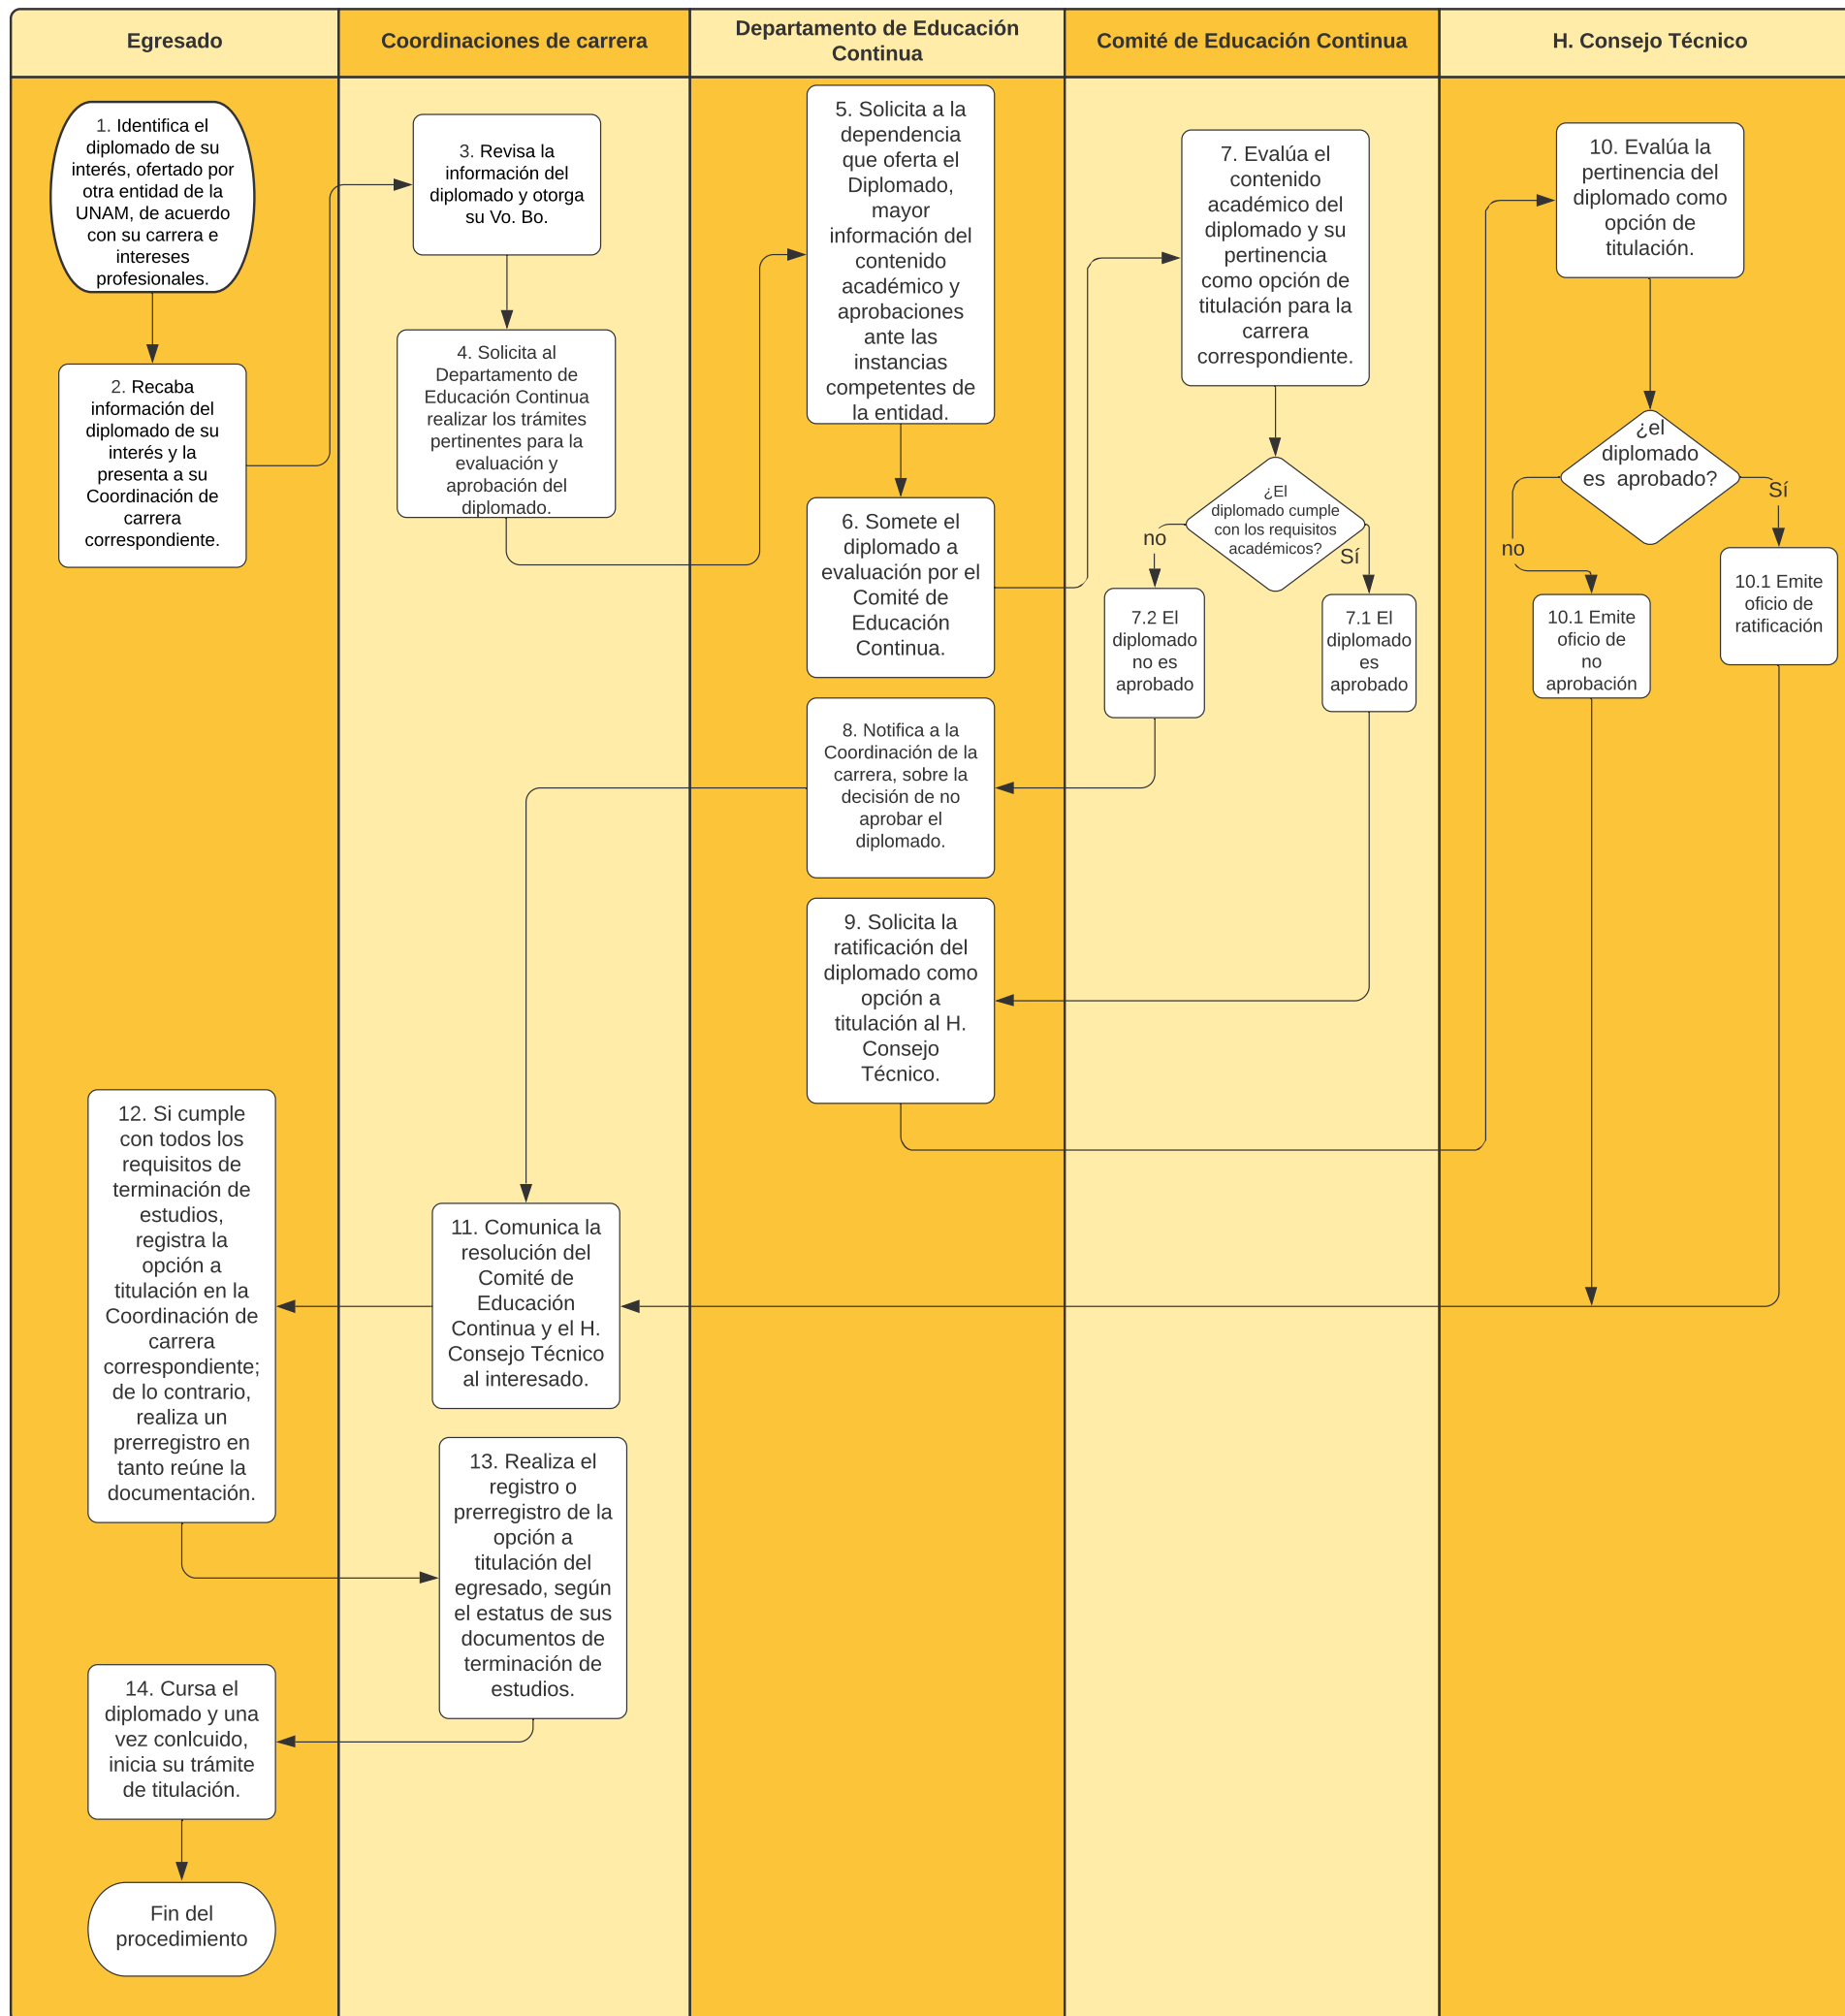 Egresado
Coordinaciones de carrera
Departamento de Educación
Continua
Comité de Educación Continua
H. Consejo Técnico
1. Identifica el
diplomado de su
interés, ofertado por
otra entidad de la
UNAM, de acuerdo
con su carrera e
intereses
profesionales.
2. Recaba
información del
diplomado de su
interés y la
presenta a su
Coordinación de
carrera
correspondiente.
3. Revisa la
información del
diplomado y otorga
su Vo. Bo.
4. Solicita al
Departamento de
Educación Continua
realizar los trámites
pertinentes para la
evaluación y
aprobación del
diplomado.
5. Solicita a la
dependencia
que oferta el
Diplomado,
mayor
información del
contenido
académico y
aprobaciones
ante las
instancias
competentes de
la entidad.
6. Somete el
diplomado a
evaluación por el
Comité de
Educación
Continua.
7. Evalúa el
contenido
académico del
diplomado y su
pertinencia
como opción de
titulación para la
carrera
correspondiente.
¿El
diplomado cumple
con los requisitos
académicos?
no
Sí
7.2 El
diplomado
no es
aprobado
7.1 El
diplomado
es
aprobado
8. Notifica a la
Coordinación de la
carrera, sobre la
decisión de no
aprobar el
diplomado.
9. Solicita la
ratificación del
diplomado como
opción a
titulación al H.
Consejo
Técnico.
10. Evalúa la
pertinencia del
diplomado como
opción de
titulación.
¿el
diplomado
es aprobado?
Sí
no
10.1 Emite
oficio de
ratificación
10.1 Emite
oficio de
no
aprobación
11. Comunica la
resolución del
Comité de
Educación
Continua y el H.
Consejo Técnico
al interesado.
12. Si cumple
con todos los
requisitos de
terminación de
estudios,
registra la
opción a
titulación en la
Coordinación de
carrera
correspondiente;
de lo contrario,
realiza un
prerregistro en
tanto reúne la
documentación.
13. Realiza el
registro o
prerregistro de la
opción a
titulación del
egresado, según
el estatus de sus
documentos de
terminación de
estudios.
14. Cursa el
diplomado y una
vez conlcuido,
inicia su trámite
de titulación.
Fin del
procedimiento